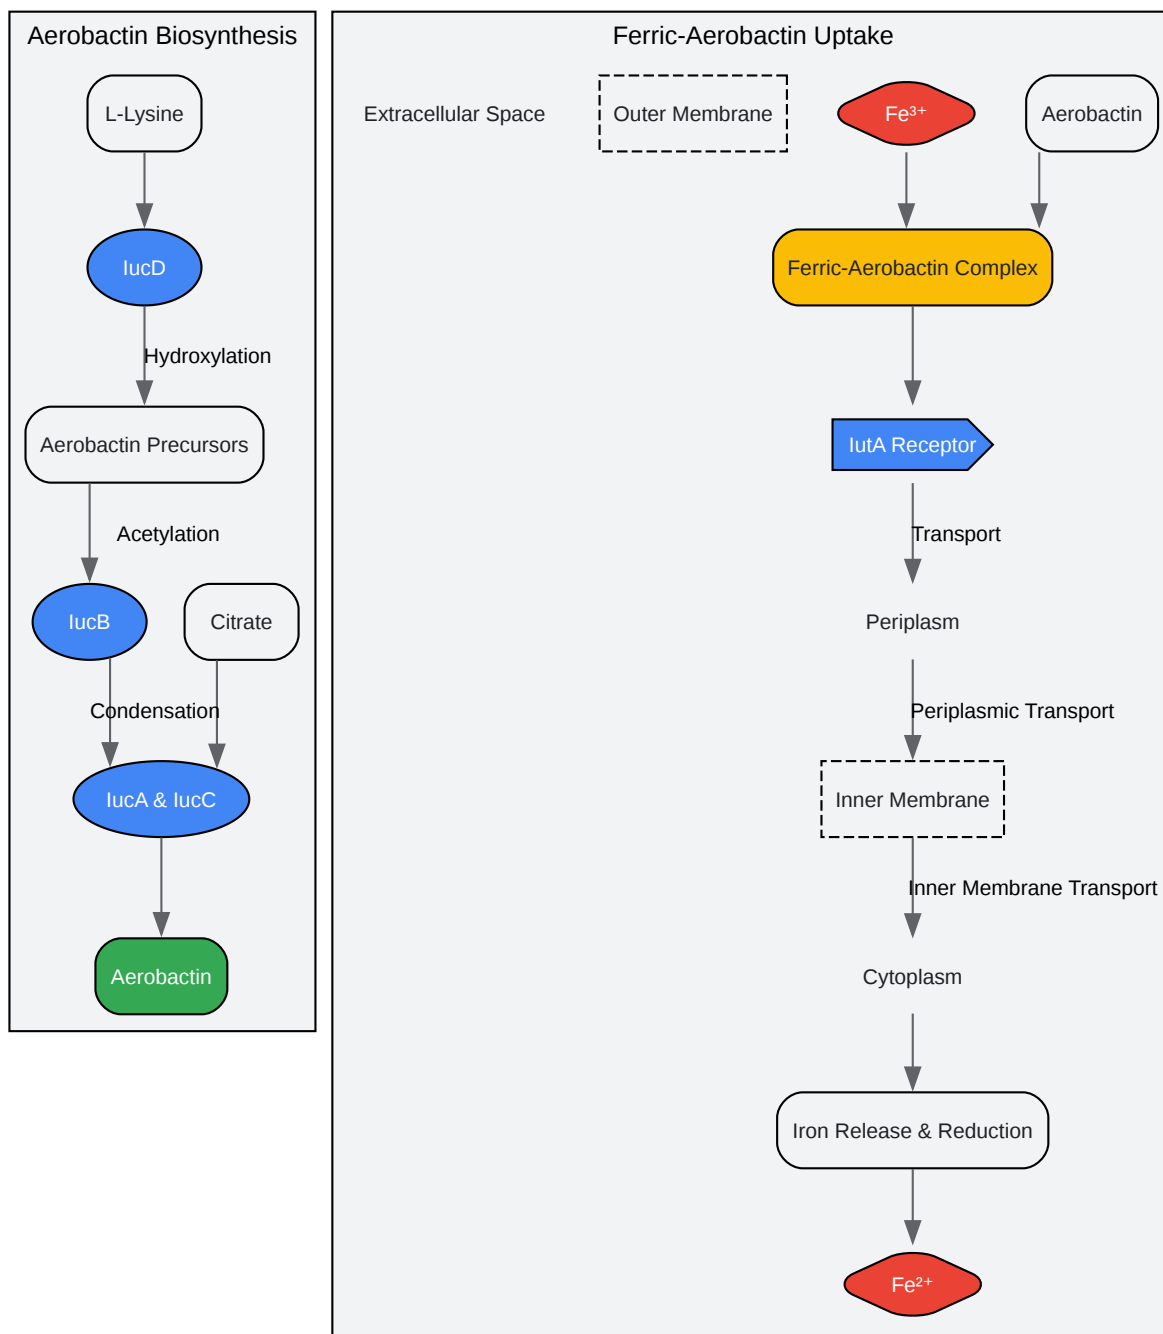 Aerobactin Biosynthesis
L-Lysine
IucD
Hydroxylation
Aerobactin Precursors
Acetylation
IucB
Citrate
Condensation
IucA & IucC
Aerobactin
Ferric-Aerobactin Uptake
Extracellular Space
Outer Membrane
Fe³⁺
Aerobactin
Ferric-Aerobactin Complex
IutA Receptor
Transport
Periplasm
Periplasmic Transport
Inner Membrane
Inner Membrane Transport
Cytoplasm
Iron Release & Reduction
Fe²⁺